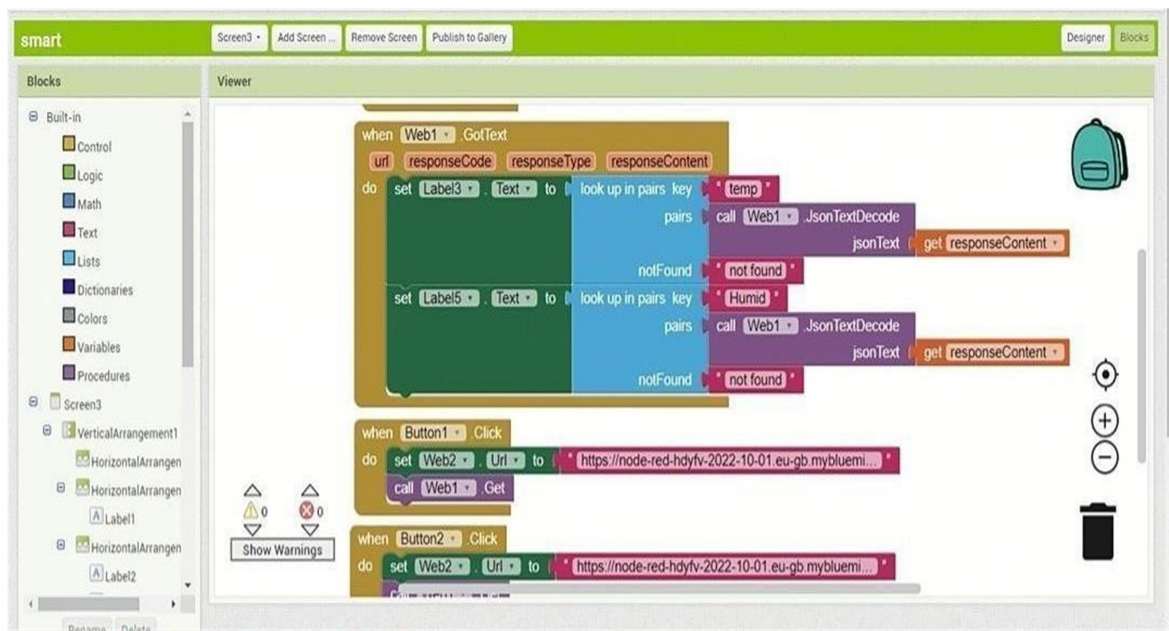 smart Screen3 Add Screen ... Remove Screen Publish to Gallery Designer Blocks
Blocks
Viewer
Built-in
Control
Logic
Math
Text
Lists
Dictionaries
Colors
Variables
Procedures
Screen3
VerticalArrangement1
HorizontalArrangen
HorizontalArrangen
Label1
HorizontalArrangen
Label2
Rename Delete
when Web1 .GotText
url responseCode responseType responseContent
do set Label3 . Text to look up in pairs key " temp "
pairs call Web1 .JsonTextDecode
jsonText get responseContent
notFound " not found "
set Label5 . Text to look up in pairs key " Humid "
pairs call Web1 .JsonTextDecode
jsonText get responseContent
notFound " not found "
when Button1 .Click
do set Web2 . Url to " https://node-red-hdyfv-2022-10-01.eu-gb.mybluemi... "
call Web1 .Get
when Button2 .Click
do set Web2 . Url to " https://node-red-hdyfv-2022-10-01.eu-gb.mybluemi... "
0 0
Show Warnings